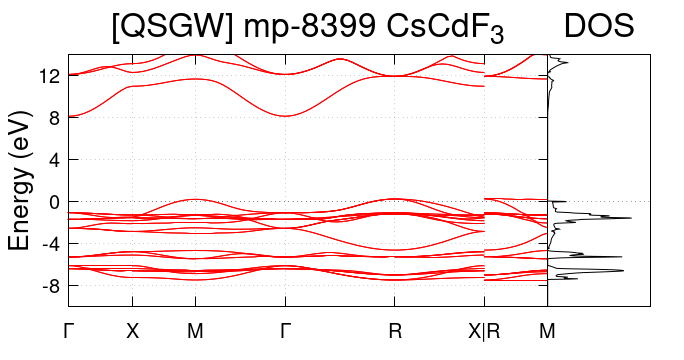 [QSGW] mp-8399 CsCdF₃ DOS
Energy (eV)
12
8
4
0
-4
-8
Γ X M Γ R X|R M